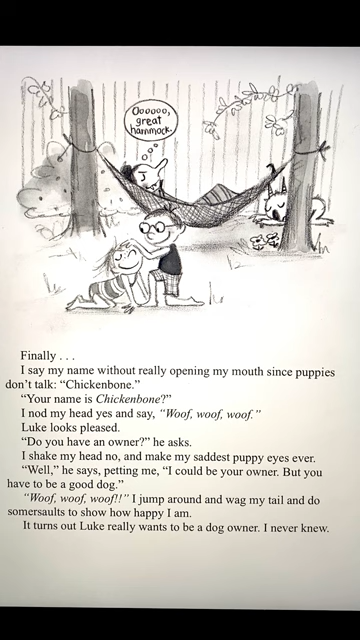 Oooooo,
great
hammock.
Finally . . .
I say my name without really opening my mouth since puppies
don't talk: “Chickenbone.”
“Your name is Chickenbone?”
I nod my head yes and say, “Woof, woof, woof.”
Luke looks pleased.
“Do you have an owner?” he asks.
I shake my head no, and make my saddest puppy eyes ever.
“Well,” he says, petting me, “I could be your owner. But you
have to be a good dog.”
“Woof, woof, woof!!” I jump around and wag my tail and do
somersaults to show how happy I am.
It turns out Luke really wants to be a dog owner. I never knew.